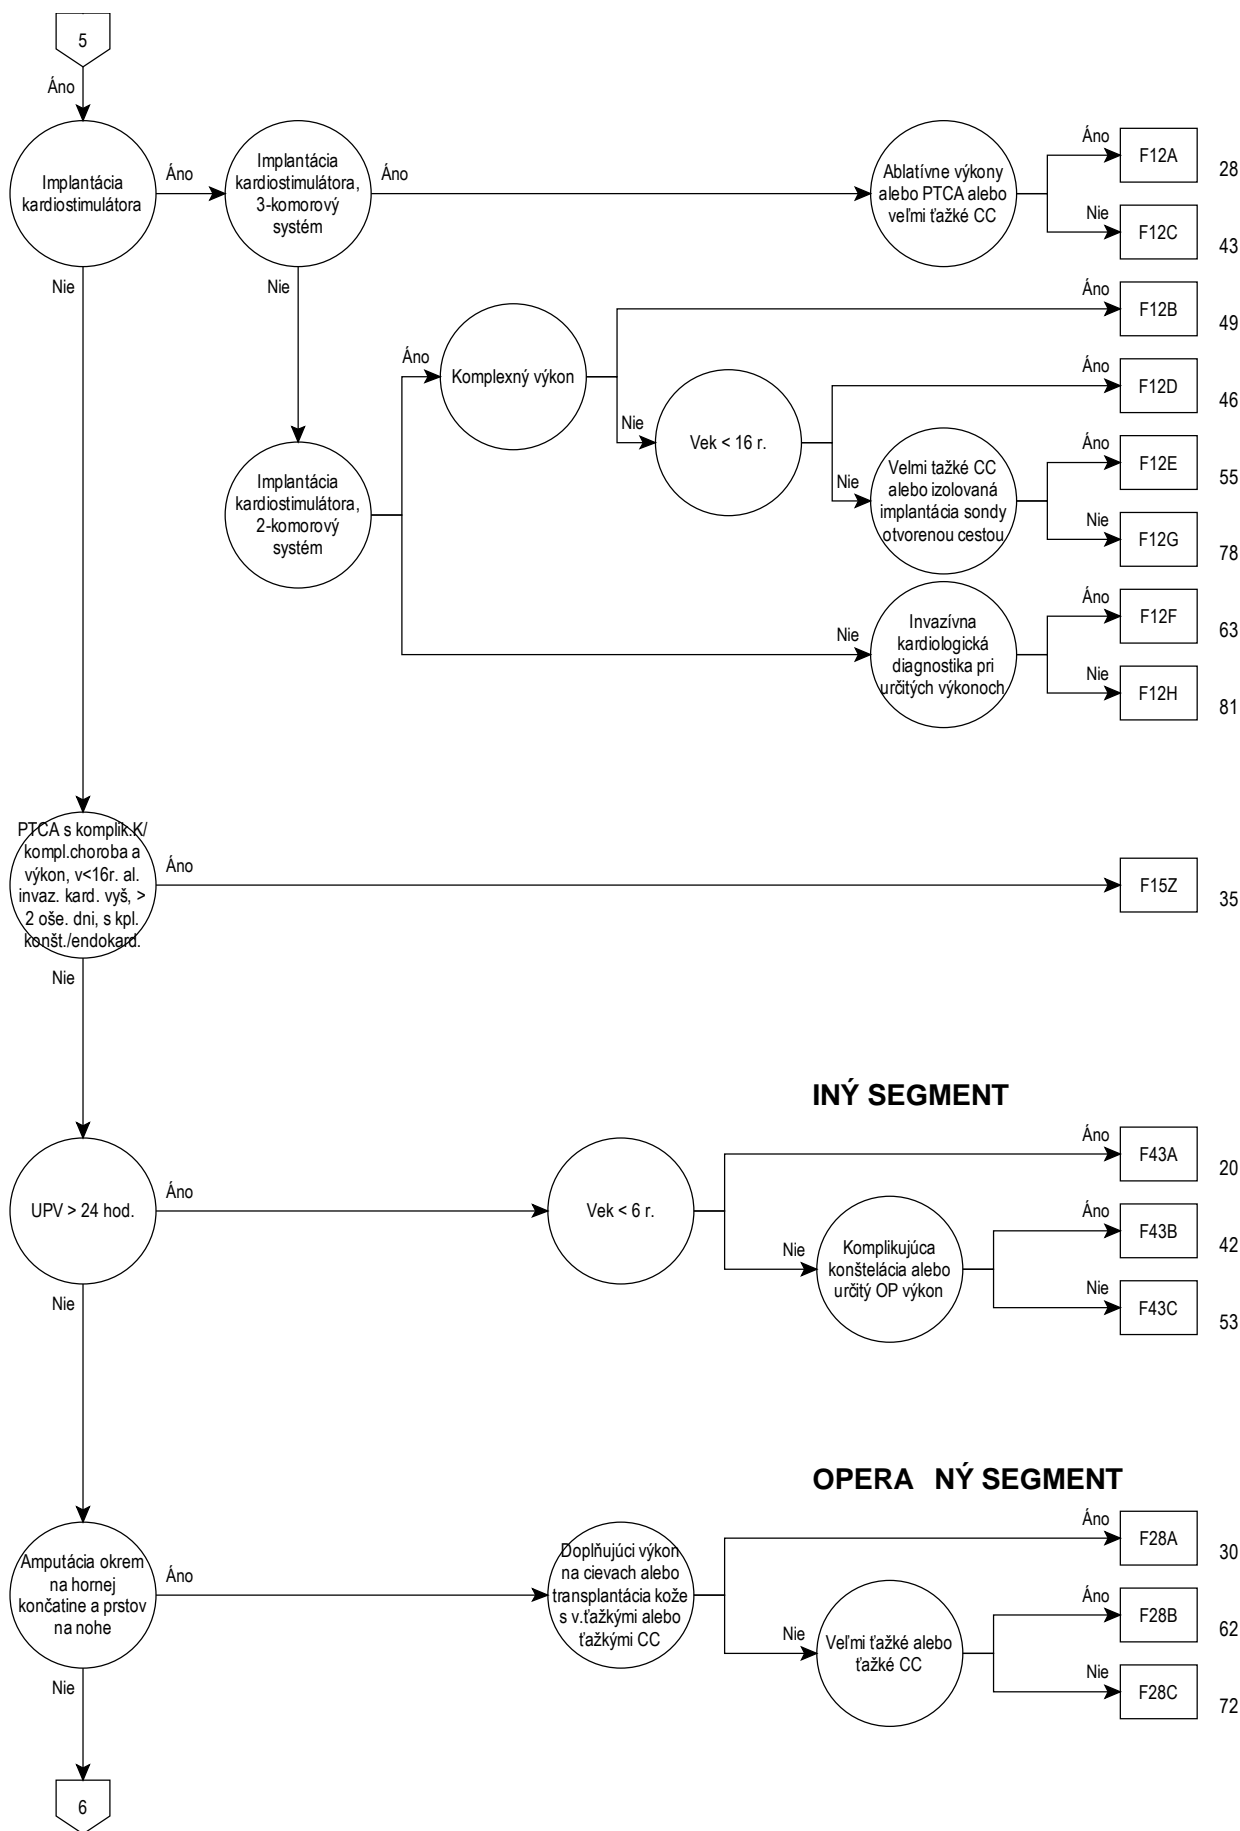 5
Áno
Implantácia
kardiostimulátora
Áno
Implantácia
kardiostimulátora,
3-komorový
systém
Áno
Ablatívne výkony
alebo PTCA alebo
veľmi ťažké CC
Áno
F12A
28
Nie
F12C
43
Nie
Nie
Áno
F12B
49
Áno
Komplexný výkon
Áno
F12D
46
Nie
Vek < 16 r.
Implantácia
kardiostimulátora,
2-komorový
systém
Nie
Velmi tažké CC
alebo izolovaná
implantácia sondy
otvorenou cestou
Áno
F12E
55
Nie
F12G
78
Nie
Invazívna
kardiologická
diagnostika pri
určitých výkonoch
Áno
F12F
63
Nie
F12H
81
PTCA s komplik.K/
kompl.choroba a
výkon, v<16r. al.
invaz. kard. vyš, >
2 oše. dni, s kpl.
konšt./endokard.
Áno
F15Z
35
Nie
INÝ SEGMENT
UPV > 24 hod.
Áno
Vek < 6 r.
Áno
F43A
20
Nie
Komplikujúca
konštelácia alebo
určitý OP výkon
Áno
F43B
42
Nie
F43C
53
Nie
OPERA NÝ SEGMENT
Amputácia okrem
na hornej
končatine a prstov
na nohe
Áno
Doplňujúci výkon
na cievach alebo
transplantácia kože
s v.ťažkými alebo
ťažkými CC
Áno
F28A
30
Nie
Veľmi ťažké alebo
ťažké CC
Áno
F28B
62
Nie
F28C
72
Nie
6